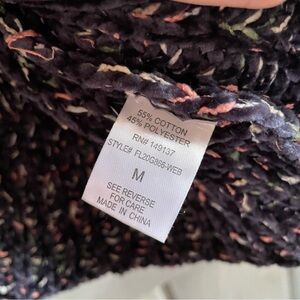 55% COTTON
45% POLYESTER
RN# 149137
STYLE# FL20G866-WEB
M
SEE REVERSE
FOR CARE
MADE IN CHINA